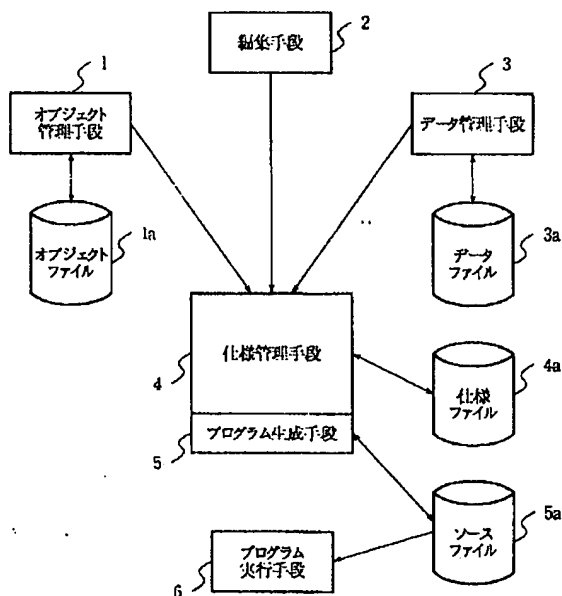 2
編集手段
1
オブジェクト
管理手段
3
データ管理手段
1a
オブジェクト
ファイル
3a
データ
ファイル
4
仕様管理手段
4a
仕様
ファイル
5
プログラム生成手段
5a
ソース
ファイル
6
プログラム
実行手段